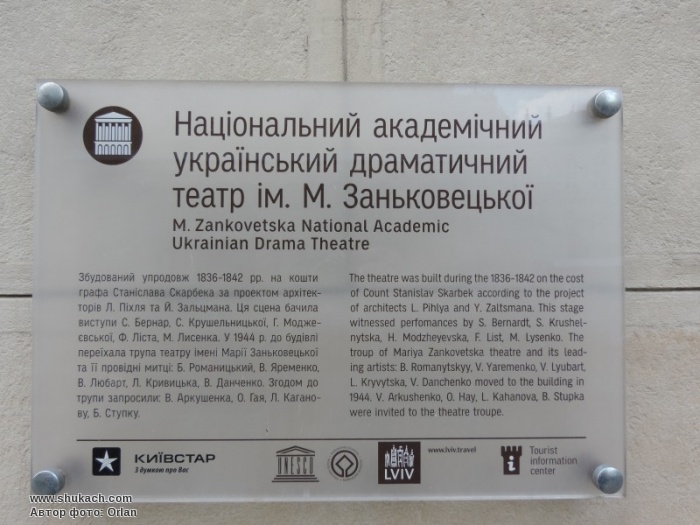 Національний академічний
український драматичний
театр ім. М. Заньковецької
M. Zankovetska National Academic
Ukrainian Drama Theatre
Збудований упродовж 1836-1842 рр. на кошти
графа Станіслава Скарбека за проектом архітек-
торів Л. Піхля та Й. Зальцмана. Ця сцена бачила
виступи С. Бернар, С. Крушельницької, Г. Моджє-
євської, Ф. Ліста, М. Лисенка. У 1944 р. до будівлі
переїхала трупа театру імені Марії Заньковецької
та її провідні митці: Б. Романицький, В. Яременко,
В. Любарт, Л. Кривицька, В. Данченко. Згодом до
трупи запросили: В. Аркушенка, О. Гая, Л. Кагано-
ву, Б. Ступку.
The theatre was built during the 1836-1842 on the cost
of Count Stanislav Skarbek according to the project
of architects L. Pihlya and Y. Zaltsmana. This stage
witnessed perfomances by S. Bernardt, S. Krushel-
nytska, H. Modzheyevska, F. List, M. Lysenko. The
troup of Mariya Zankovetska theatre and its lead-
ing artists: B. Romanytskyy, V. Yaremenko, V. Lyubart,
L. Kryvytska, V. Danchenko moved to the building in
1944. V. Arkushenko, O. Hay, L. Kahanova, B. Stupka
were invited to the theatre troupe.
КИЇВСТАР
З думкою про Вас
UNESCO
LVIV
www.lviv.travel
Tourist
information
center
www.shukach.com
Автор фото: Orlan